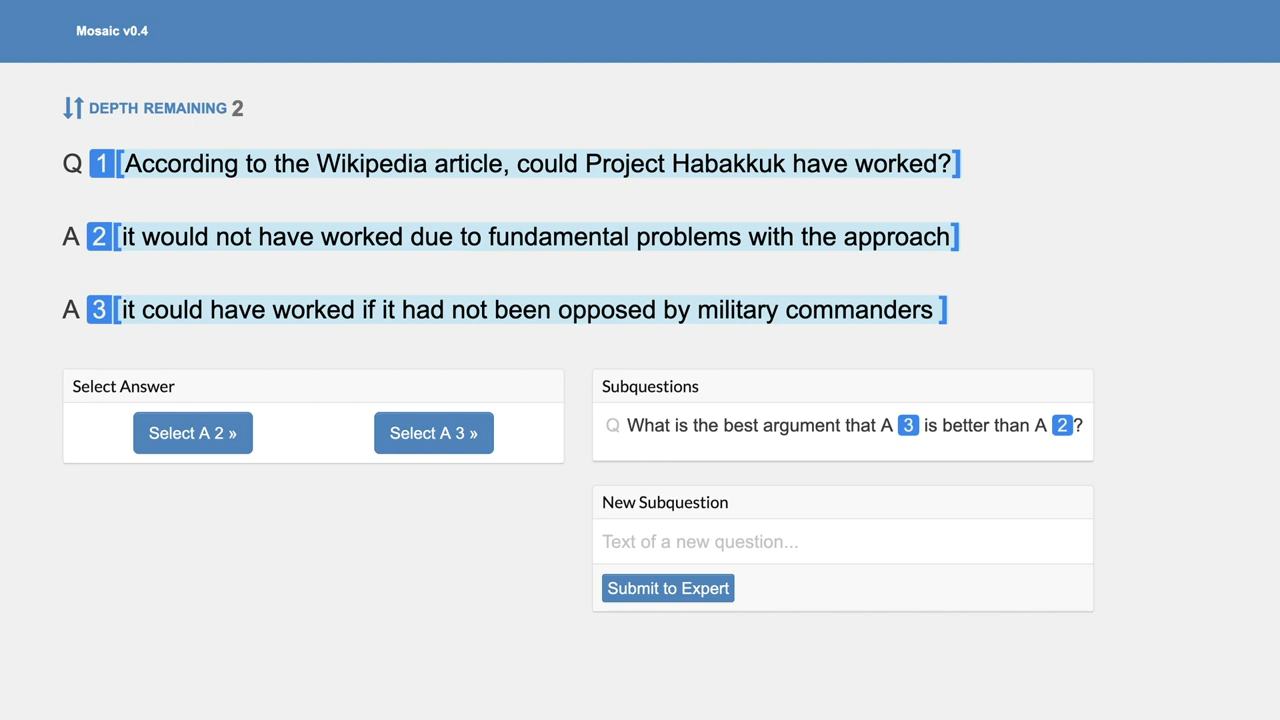 Mosaic v0.4
DEPTH REMAINING 2
Q 1[According to the Wikipedia article, could Project Habakkuk have worked?]
A 2[it would not have worked due to fundamental problems with the approach]
A 3[it could have worked if it had not been opposed by military commanders ]
Select Answer
Select A 2 »
Select A 3 »
Subquestions
Q What is the best argument that A 3 is better than A 2?
New Subquestion
Text of a new question...
Submit to Expert